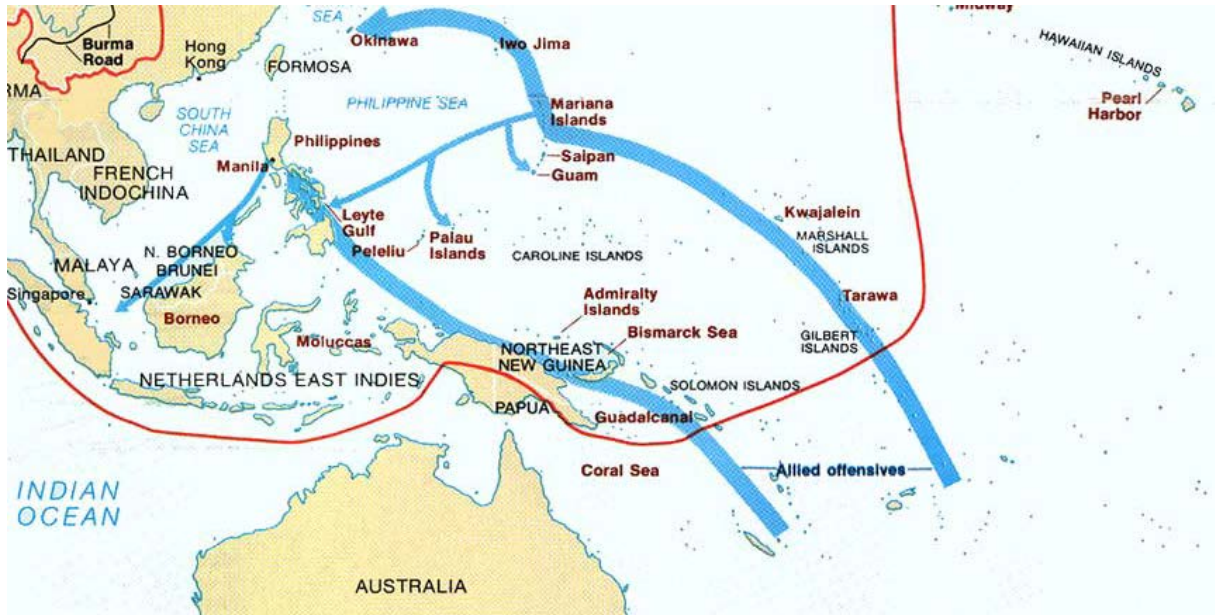 SEA
Midway
Burma
Road
Hong
Kong
Okinawa
Iwo Jima
HAWAIIAN ISLANDS
FORMOSA
RMA
PHILIPPINE SEA
Mariana
Islands
Pearl
Harbor
SOUTH
CHINA
SEA
Philippines
THAILAND
Manila
Saipan
Guam
FRENCH
INDOCHINA
Leyte
Gulf
Kwajalein
MARSHALL
ISLANDS
N. BORNEO
BRUNEI
Peleliu
Palau
Islands
CAROLINE ISLANDS
MALAYA
Singapore
SARAWAK
Borneo
Admiralty
Islands
Tarawa
Moluccas
Bismarck Sea
GILBERT
ISLANDS
NORTHEAST
NEW GUINEA
NETHERLANDS EAST INDIES
SOLOMON ISLANDS
PAPUA
Guadalcanal
Coral Sea
Allied offensives
INDIAN
OCEAN
AUSTRALIA